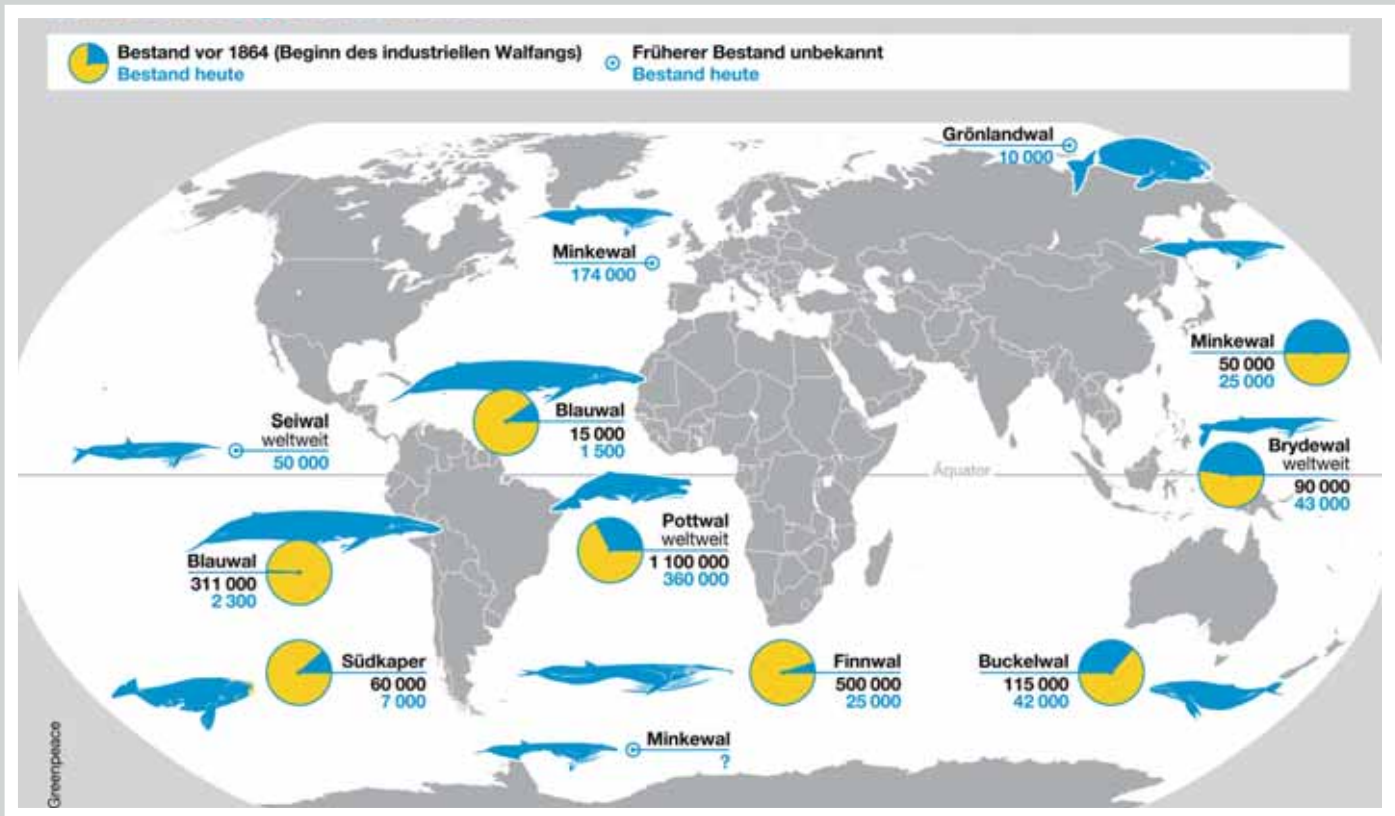 Bestand vor 1864 (Beginn des industriellen Walfangs)
Bestand heute
Früherer Bestand unbekannt
Bestand heute
Grönlandwal
10 000
Minkewal
174 000
Minkewal
50 000
25 000
Blauwal
15 000
1 500
Seiwal
weltweit
50 000
Äquator
Brydewal
weltweit
90 000
43 000
Pottwal
weltweit
1 100 000
360 000
Blauwal
311 000
2 300
Südkaper
60 000
7 000
Finnwal
500 000
25 000
Buckelwal
115 000
42 000
Minkewal
?
Greenpeace